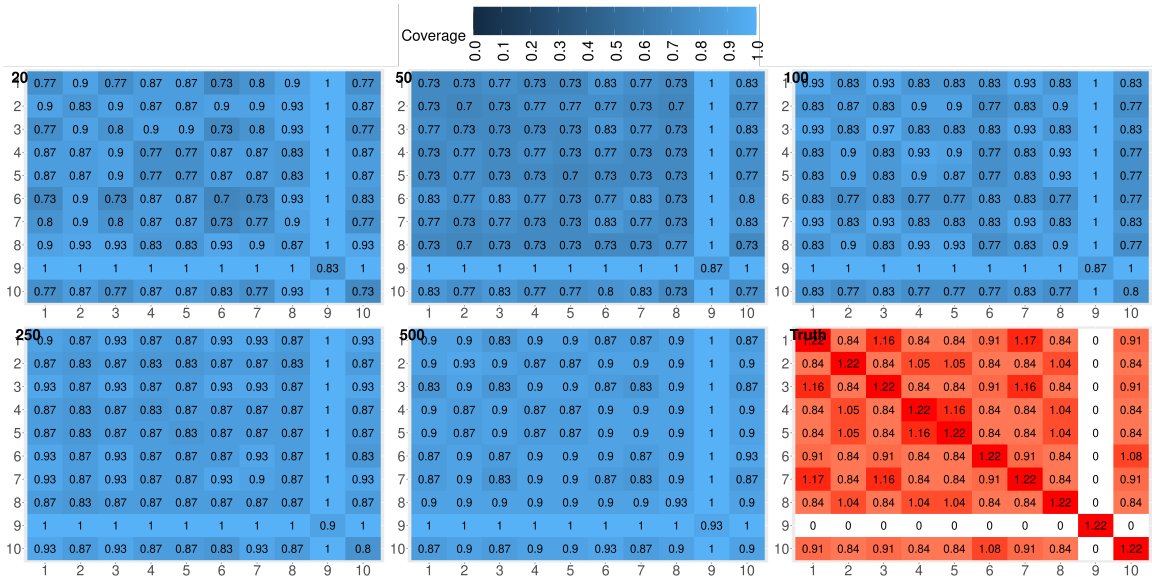 Coverage
0.0 0.1 0.2 0.3 0.4 0.5 0.6 0.7 0.8 0.9 1.0
20
1 0.77 0.9 0.77 0.87 0.87 0.73 0.8 0.9 1 0.77
2 0.9 0.83 0.9 0.87 0.87 0.9 0.9 0.93 1 0.87
3 0.77 0.9 0.8 0.9 0.9 0.73 0.8 0.93 1 0.77
4 0.87 0.87 0.9 0.77 0.77 0.87 0.87 0.83 1 0.87
5 0.87 0.87 0.9 0.77 0.77 0.87 0.87 0.83 1 0.87
6 0.73 0.9 0.73 0.87 0.87 0.7 0.73 0.93 1 0.83
7 0.8 0.9 0.8 0.87 0.87 0.73 0.77 0.9 1 0.77
8 0.9 0.93 0.93 0.83 0.83 0.93 0.9 0.87 1 0.93
9 1 1 1 1 1 1 1 1 0.83 1
10 0.77 0.87 0.77 0.87 0.87 0.83 0.77 0.93 1 0.73
1 2 3 4 5 6 7 8 9 10
50
1 0.73 0.73 0.77 0.73 0.73 0.83 0.77 0.73 1 0.83
2 0.73 0.7 0.73 0.77 0.77 0.77 0.73 0.7 1 0.77
3 0.77 0.73 0.73 0.73 0.73 0.83 0.77 0.73 1 0.83
4 0.73 0.77 0.73 0.77 0.73 0.77 0.73 0.73 1 0.77
5 0.73 0.77 0.73 0.73 0.7 0.73 0.73 0.73 1 0.77
6 0.83 0.77 0.83 0.77 0.73 0.77 0.83 0.77 1 0.8
7 0.77 0.73 0.77 0.73 0.73 0.83 0.77 0.73 1 0.83
8 0.73 0.7 0.73 0.73 0.73 0.77 0.73 0.77 1 0.73
9 1 1 1 1 1 1 1 1 0.87 1
10 0.83 0.77 0.83 0.77 0.77 0.8 0.83 0.73 1 0.77
1 2 3 4 5 6 7 8 9 10
100
1 0.93 0.83 0.93 0.83 0.83 0.83 0.93 0.83 1 0.83
2 0.83 0.87 0.83 0.9 0.9 0.77 0.83 0.9 1 0.77
3 0.93 0.83 0.97 0.83 0.83 0.83 0.93 0.83 1 0.83
4 0.83 0.9 0.83 0.93 0.9 0.77 0.83 0.93 1 0.77
5 0.83 0.9 0.83 0.9 0.87 0.77 0.83 0.93 1 0.77
6 0.83 0.77 0.83 0.77 0.77 0.83 0.83 0.77 1 0.77
7 0.93 0.83 0.93 0.83 0.83 0.83 0.93 0.83 1 0.83
8 0.83 0.9 0.83 0.93 0.93 0.77 0.83 0.9 1 0.77
9 1 1 1 1 1 1 1 1 0.87 1
10 0.83 0.77 0.83 0.77 0.77 0.77 0.83 0.77 1 0.8
1 2 3 4 5 6 7 8 9 10
250
1 0.9 0.87 0.93 0.87 0.87 0.93 0.93 0.87 1 0.93
2 0.87 0.83 0.87 0.83 0.83 0.87 0.87 0.83 1 0.87
3 0.93 0.87 0.93 0.87 0.87 0.93 0.93 0.87 1 0.93
4 0.87 0.83 0.87 0.83 0.87 0.87 0.87 0.87 1 0.87
5 0.87 0.83 0.87 0.87 0.83 0.87 0.87 0.87 1 0.87
6 0.93 0.87 0.93 0.87 0.87 0.87 0.93 0.87 1 0.83
7 0.93 0.87 0.93 0.87 0.87 0.93 0.9 0.87 1 0.93
8 0.87 0.83 0.87 0.87 0.87 0.87 0.87 0.87 1 0.87
9 1 1 1 1 1 1 1 1 0.9 1
10 0.93 0.87 0.93 0.87 0.87 0.83 0.93 0.87 1 0.8
1 2 3 4 5 6 7 8 9 10
500
1 0.9 0.9 0.83 0.9 0.9 0.87 0.87 0.9 1 0.87
2 0.9 0.93 0.9 0.87 0.87 0.9 0.9 0.9 1 0.9
3 0.83 0.9 0.83 0.9 0.9 0.87 0.83 0.9 1 0.87
4 0.9 0.87 0.9 0.87 0.87 0.9 0.9 0.9 1 0.9
5 0.9 0.87 0.9 0.87 0.87 0.9 0.9 0.9 1 0.9
6 0.87 0.9 0.87 0.9 0.9 0.9 0.87 0.9 1 0.93
7 0.87 0.9 0.83 0.9 0.9 0.87 0.83 0.9 1 0.87
8 0.9 0.9 0.9 0.9 0.9 0.9 0.9 0.93 1 0.9
9 1 1 1 1 1 1 1 1 0.93 1
10 0.87 0.9 0.87 0.9 0.9 0.93 0.87 0.9 1 0.9
1 2 3 4 5 6 7 8 9 10
Truth
1 1.22 0.84 1.16 0.84 0.84 0.91 1.17 0.84 0 0.91
2 0.84 1.22 0.84 1.05 1.05 0.84 0.84 1.04 0 0.84
3 1.16 0.84 1.22 0.84 0.84 0.91 1.16 0.84 0 0.91
4 0.84 1.05 0.84 1.22 1.16 0.84 0.84 1.04 0 0.84
5 0.84 1.05 0.84 1.16 1.22 0.84 0.84 1.04 0 0.84
6 0.91 0.84 0.91 0.84 0.84 1.22 0.91 0.84 0 1.08
7 1.17 0.84 1.16 0.84 0.84 0.91 1.22 0.84 0 0.91
8 0.84 1.04 0.84 1.04 1.04 0.84 0.84 1.22 0 0.84
9 0 0 0 0 0 0 0 0 1.22 0
10 0.91 0.84 0.91 0.84 0.84 1.08 0.91 0.84 0 1.22
1 2 3 4 5 6 7 8 9 10